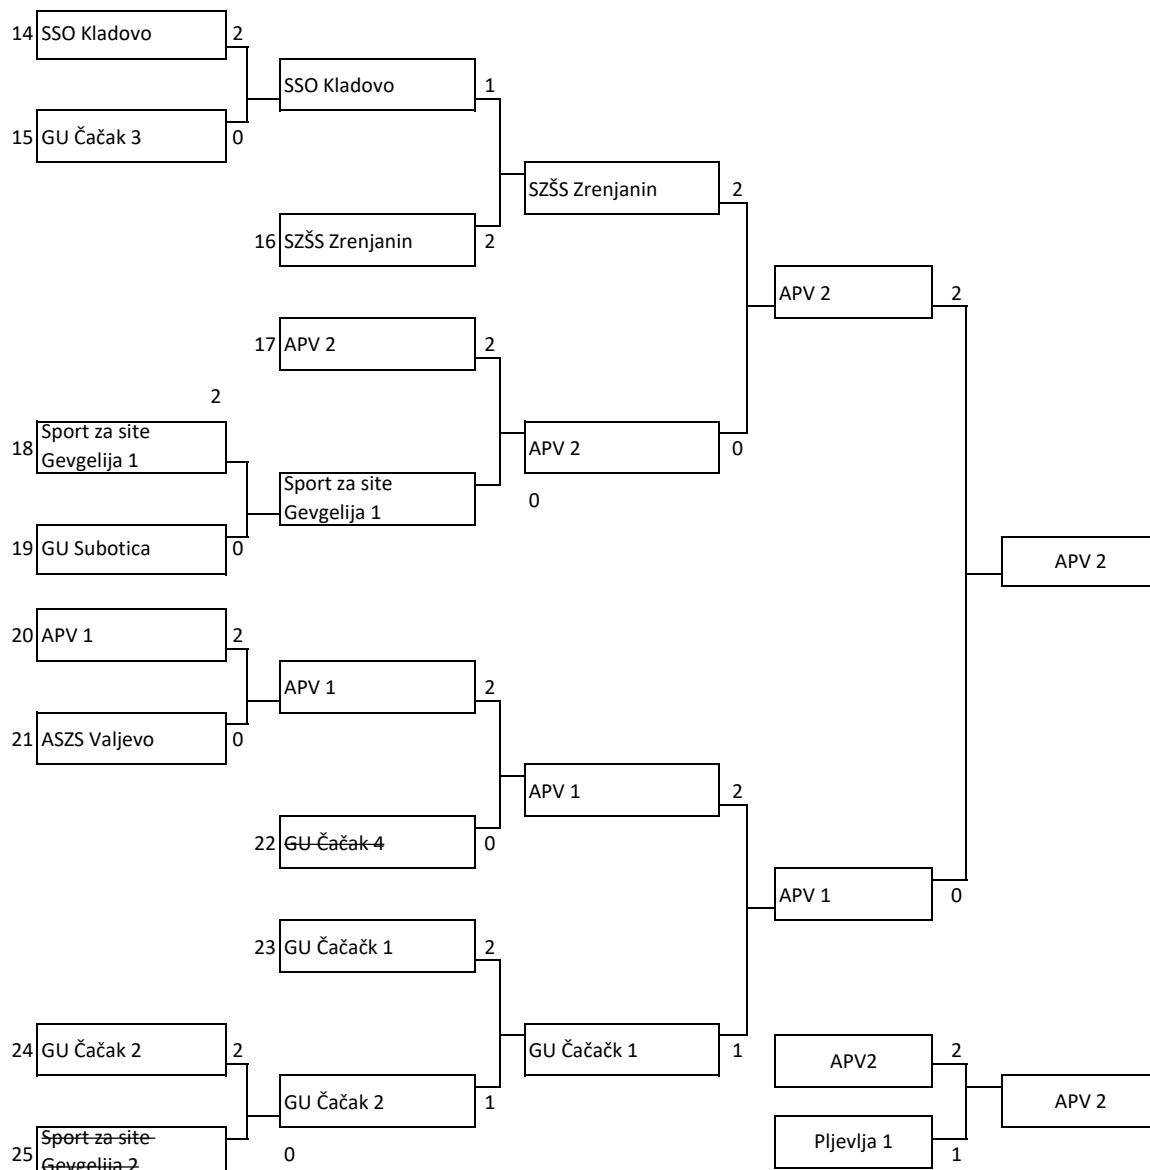 14 SSO Kladovo 2
SSO Kladovo 1
15 GU Čačak 3 0
SZŠS Zrenjanin 2
16 SZŠS Zrenjanin 2
APV 2 2
17 APV 2 2
2
18 Sport za site
Gevgelija 1
APV 2 0
Sport za site
Gevgelija 1
0
19 GU Subotica 0
APV 2
20 APV 1 2
APV 1 2
21 ASZS Valjevo 0
APV 1 2
22 GU Čačak 4 0
APV 1 0
23 GU Čačačk 1 2
24 GU Čačak 2 2
GU Čačačk 1 1
APV2 2
GU Čačak 2 1
APV 2
25 Sport za site
Gevgelija 2
0
Pljevlja 1 1